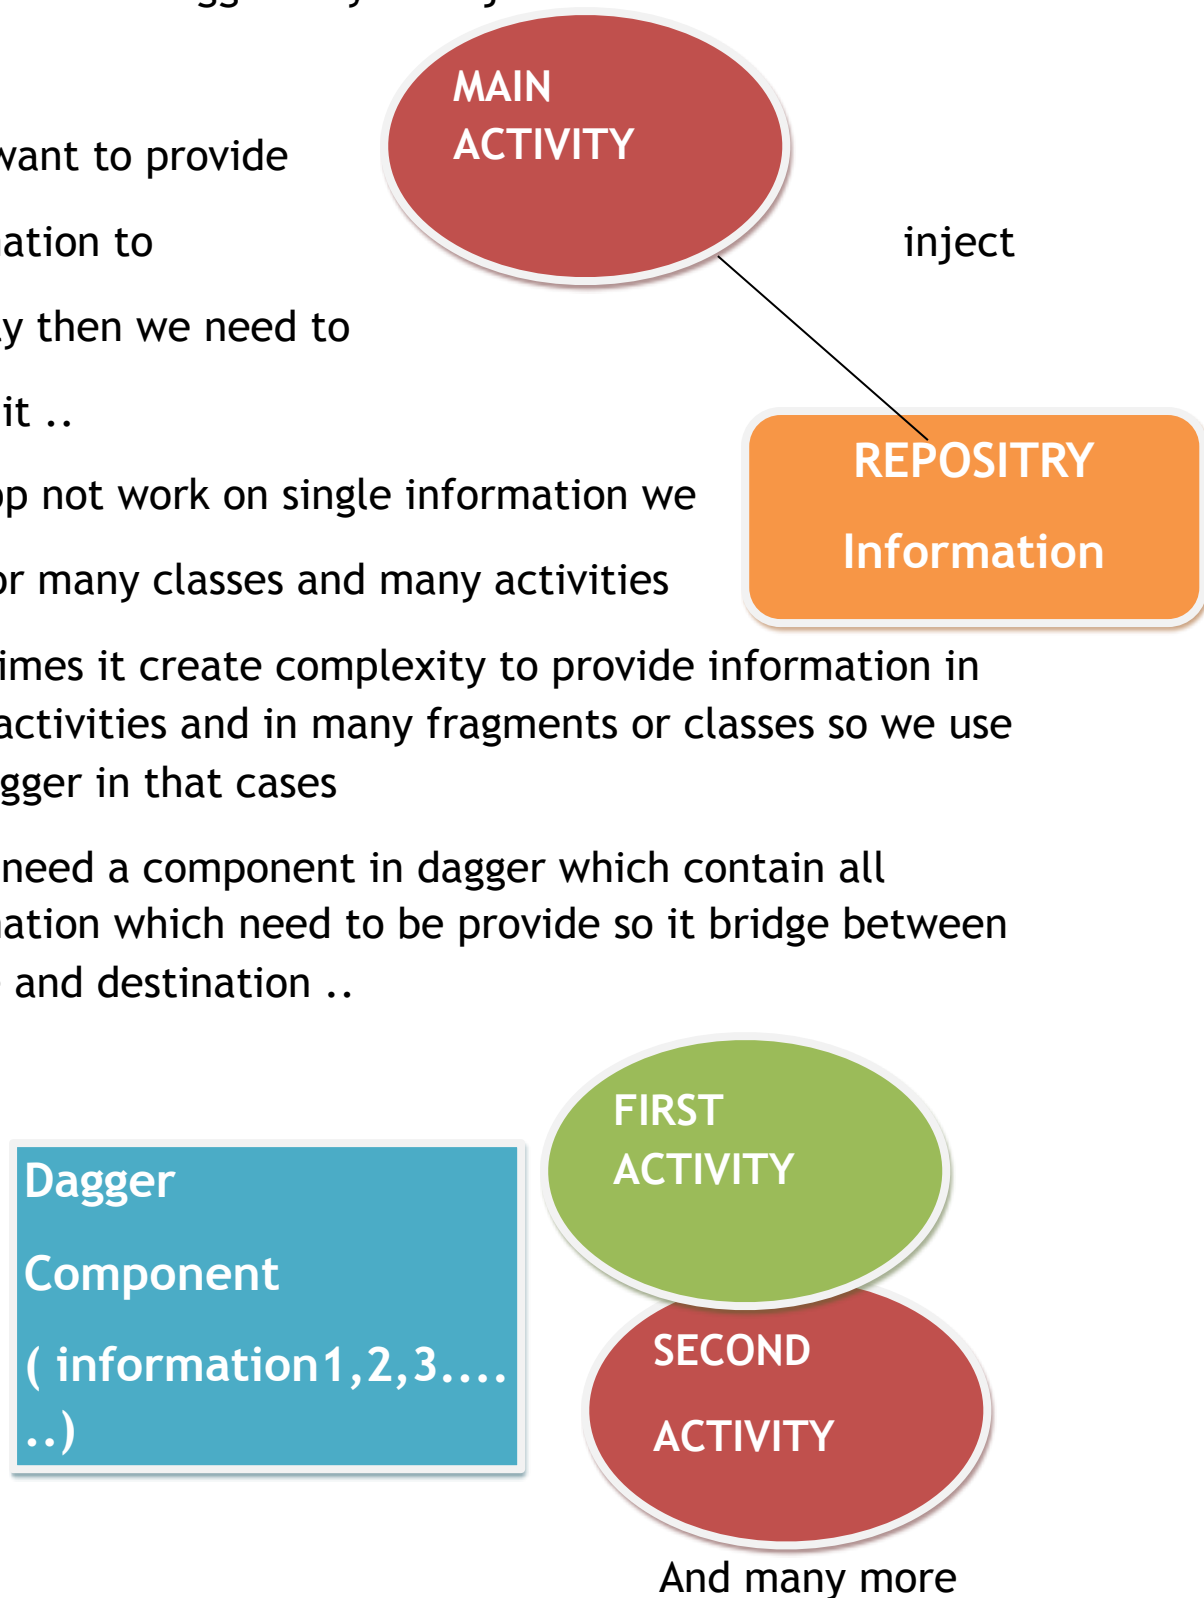 MAIN
ACTIVITY
want to provide
ation to
inject
y then we need to
it ..
REPOSITRY
Information
p not work on single information we
or many classes and many activities
imes it create complexity to provide information in
activities and in many fragments or classes so we use
gger in that cases
need a component in dagger which contain all
ation which need to be provide so it bridge between
and destination ..
FIRST
ACTIVITY
Dagger
Component
( information1,2,3....
..)
SECOND
ACTIVITY
And many more